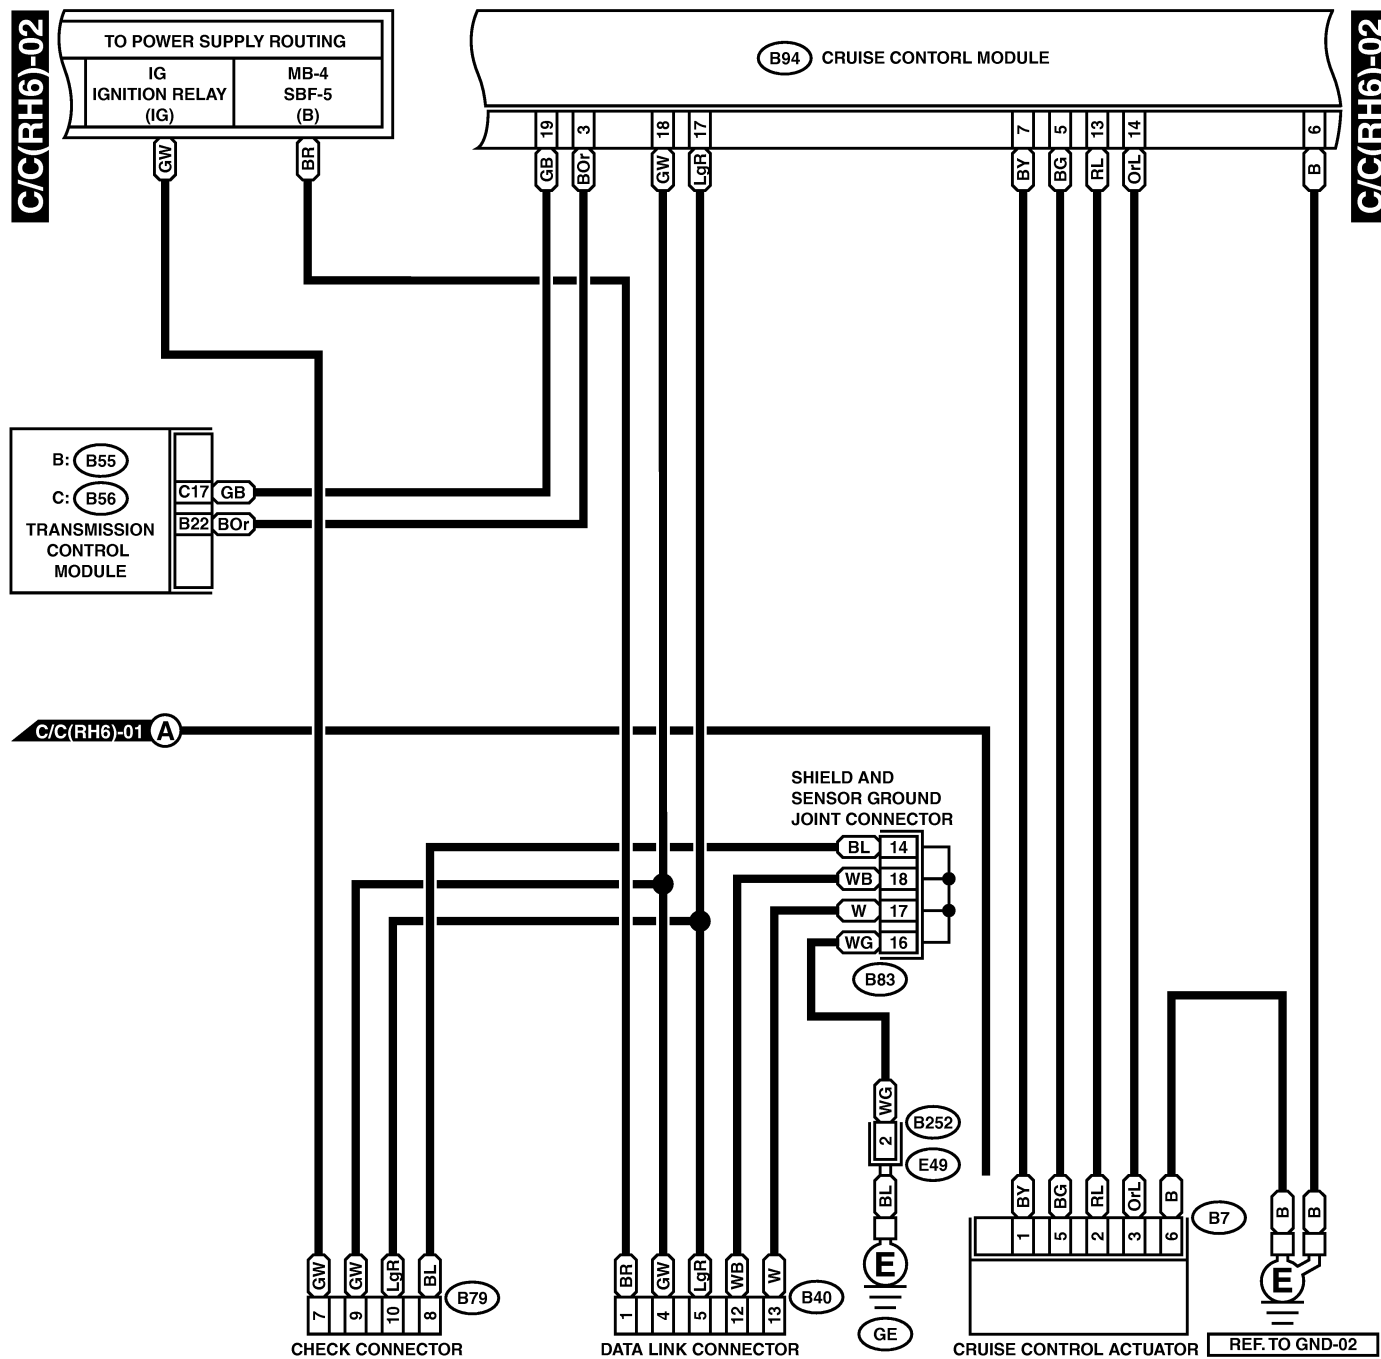 C/C(RH6)-02
TO POWER SUPPLY ROUTING
IG
IGNITION RELAY
(IG)
MB-4
SBF-5
(B)
GW
BR
B94 CRUISE CONTORL MODULE
C/C(RH6)-02
19 3 18 17 7 5 13 14 6
GB BOr GW LgR BY BG RL OrL B
B: B55
C: B56
TRANSMISSION
CONTROL
MODULE
C17 GB
B22 BOr
C/C(RH6)-01 A
SHIELD AND
SENSOR GROUND
JOINT CONNECTOR
BL 14
WB 18
W 17
WG 16
B83
WG
2
B252
E49
BL
E
GE
GW GW LgR BL
7 9 10 8
B79
CHECK CONNECTOR
BR GW LgR WB W
1 4 5 12 13
B40
DATA LINK CONNECTOR
BY BG RL OrL B
1 5 2 3 6
B7
CRUISE CONTROL ACTUATOR
B B
E
REF. TO GND-02